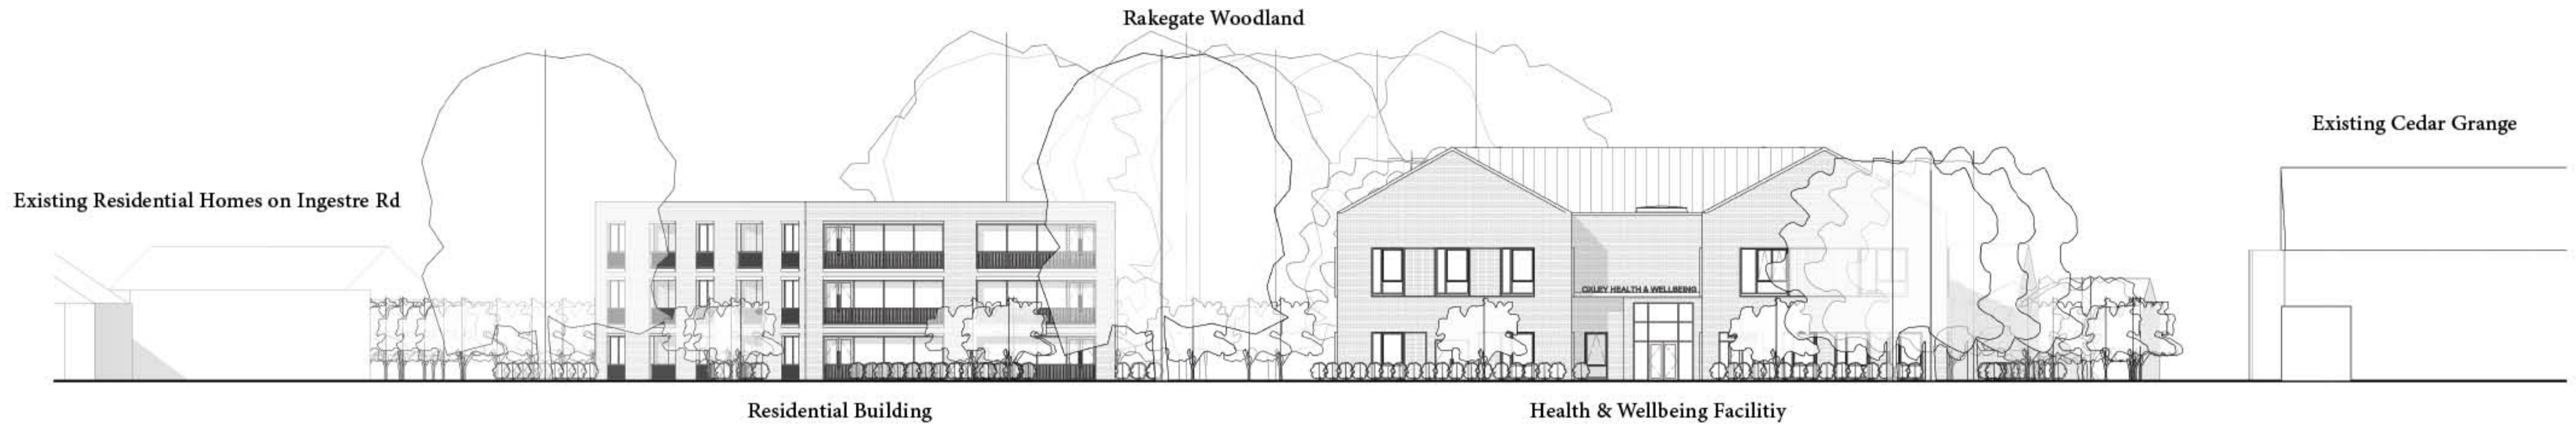 Rakegate Woodland
Existing Cedar Grange
Existing Residential Homes on Ingestre Rd
OXLEY HEALTH & WELLBEING
Residential Building
Health & Wellbeing Facilitiy